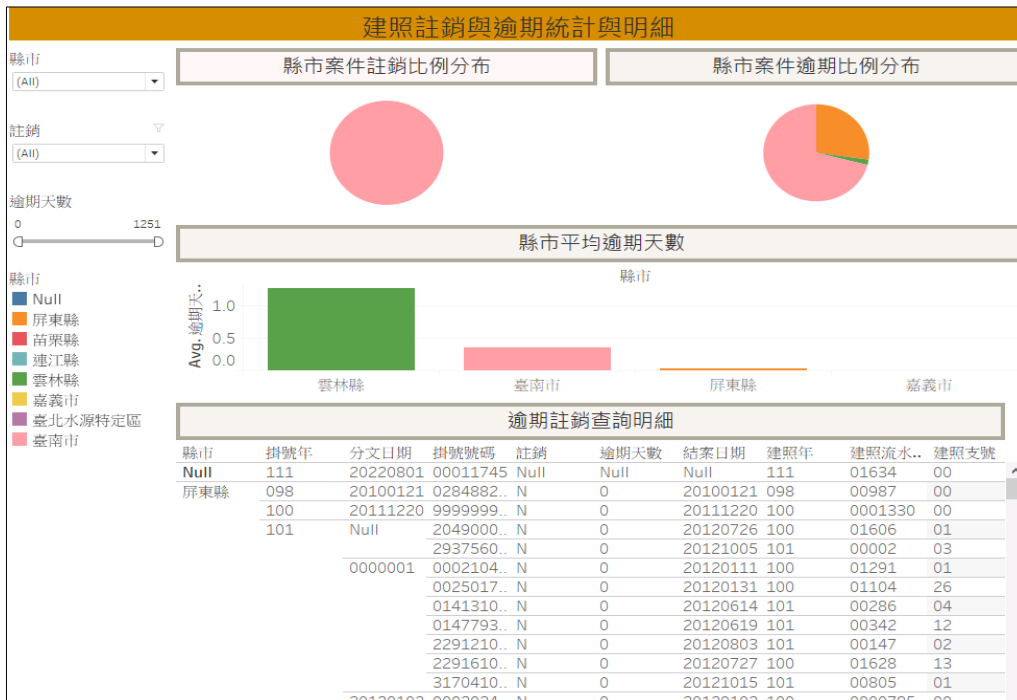 建照註銷與逾期統計與明細
縣市
(All)
註銷
(All)
逾期天數
0 1251
縣市
Null
屏東縣
苗栗縣
連江縣
雲林縣
嘉義市
臺北水源特定區
臺南市
縣市案件註銷比例分布
縣市案件逾期比例分布
縣市平均逾期天數
縣市
Avg. 逾期天..
1.0
0.5
0.0
雲林縣 臺南市 屏東縣 嘉義市
逾期註銷查詢明細
縣市 掛號年 分文日期 掛號號碼 註銷 逾期天數 結案日期 建照年 建照流水.. 建照支號
Null 111 20220801 00011745 Null Null Null 111 01634 00
屏東縣 098 20100121 0284882.. N 0 20100121 098 00987 00
100 20111220 9999999.. N 0 20111220 100 0001330 00
101 Null 2049000.. N 0 20120726 100 01606 01
2937560.. N 0 20121005 101 00002 03
0000001 0002104.. N 0 20120111 100 01291 01
0025017.. N 0 20120131 100 01104 26
0141310.. N 0 20120614 101 00286 04
0147793.. N 0 20120619 101 00342 12
2291210.. N 0 20120803 101 00147 02
2291610.. N 0 20120727 100 01628 13
3170410.. N 0 20121015 101 00805 01